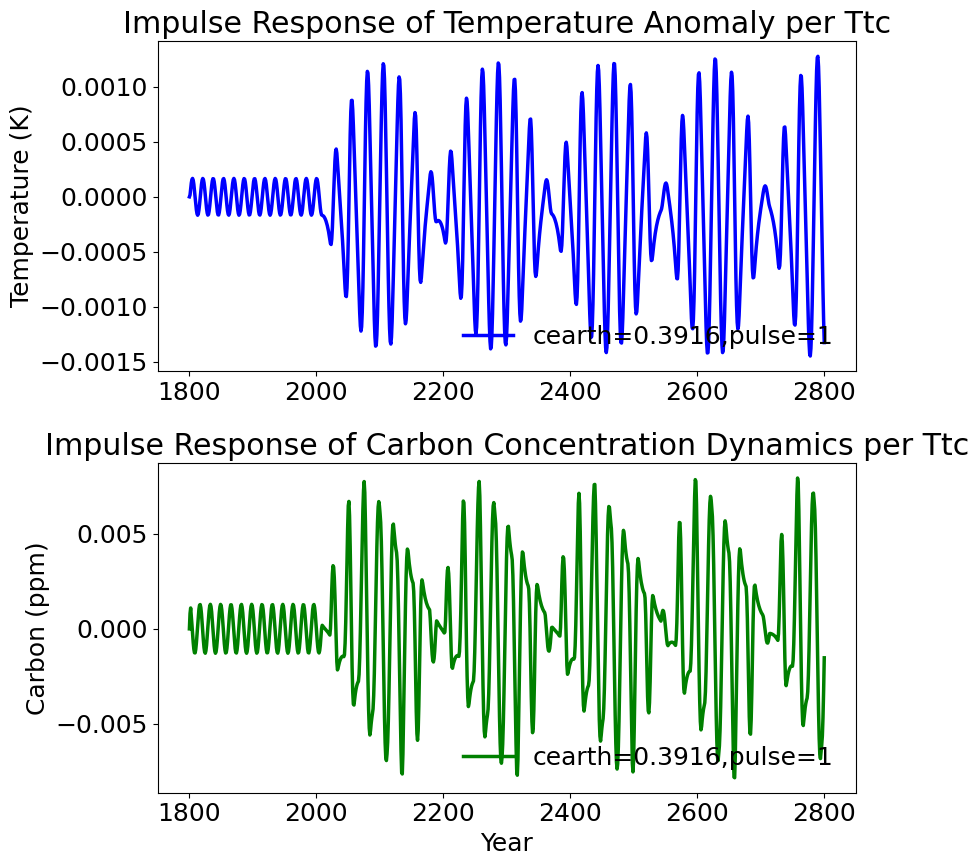 Impulse Response of Temperature Anomaly per Ttc
0.0010
0.0005
0.0000
−0.0005
−0.0010
−0.0015
Temperature (K)
cearth=0.3916,pulse=1
1800 2000 2200 2400 2600 2800
Impulse Response of Carbon Concentration Dynamics per Ttc
0.005
0.000
−0.005
Carbon (ppm)
cearth=0.3916,pulse=1
1800 2000 2200 2400 2600 2800
Year